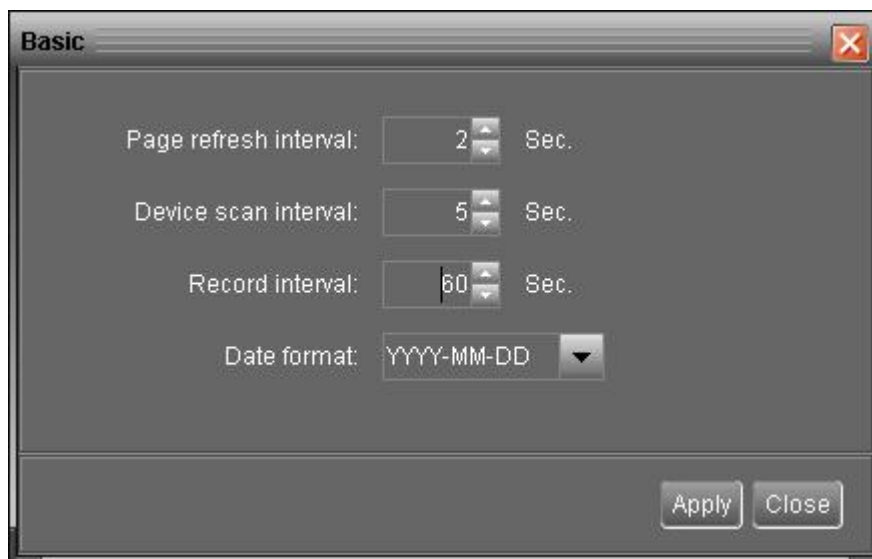 Basic
Page refresh interval: 2 Sec.
Device scan interval: 5 Sec.
Record interval: 60 Sec.
Date format: YYYY-MM-DD
Apply Close